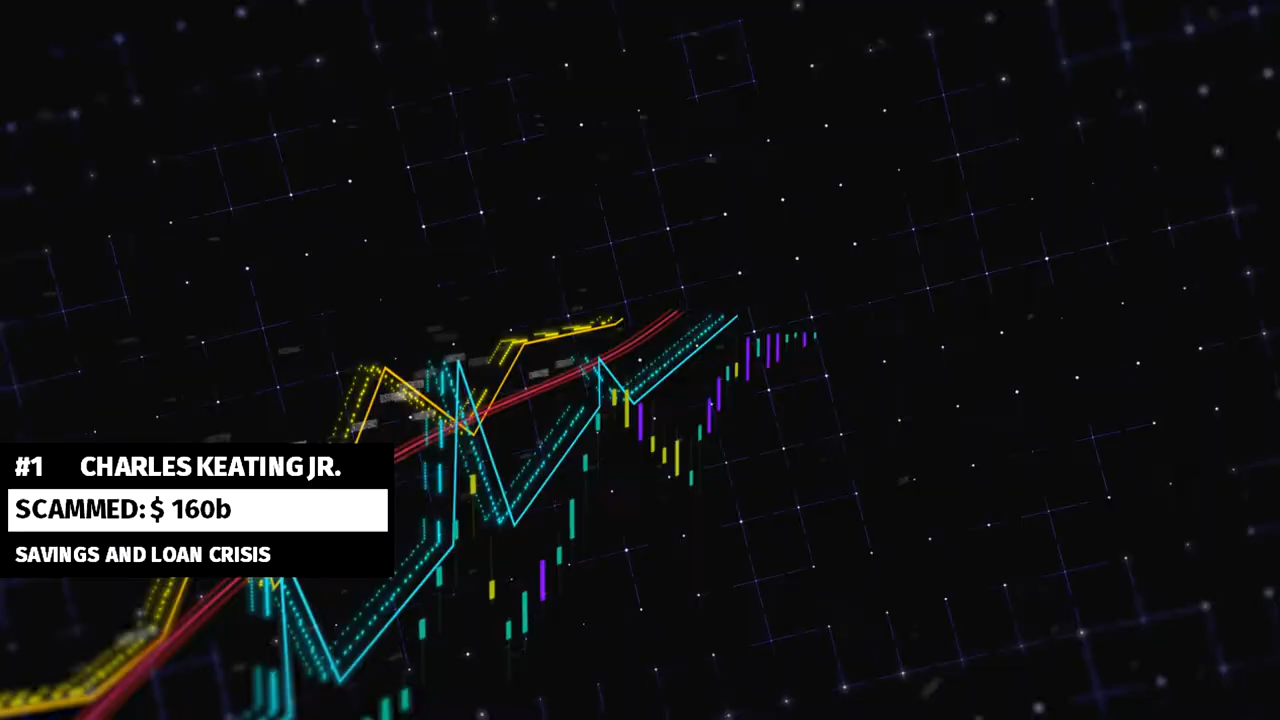 #1 CHARLES KEATING JR.
SCAMMED: $ 160b
SAVINGS AND LOAN CRISIS